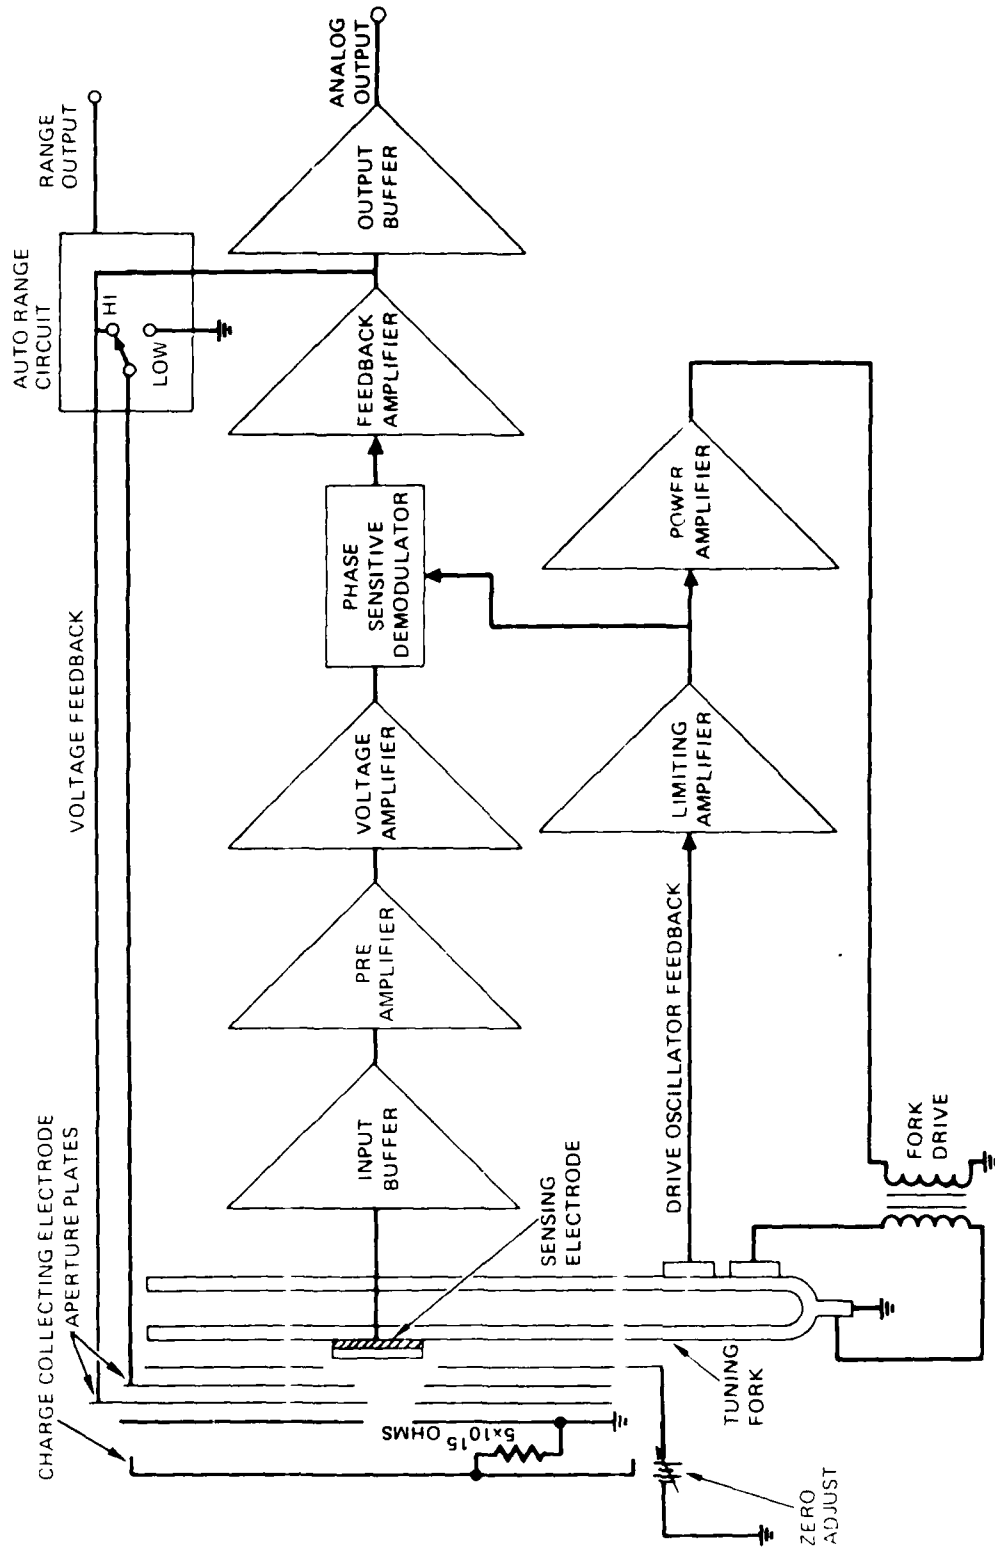 RANGE
OUTPUT
ANALOG
OUTPUT
AUTO RANGE
CIRCUIT
HI
LOW
OUTPUT
BUFFER
FEEDBACK
AMPLIFIER
PHASE
SENSITIVE
DEMODULATOR
POWER
AMPLIFIER
VOLTAGE FEEDBACK
VOLTAGE
AMPLIFIER
LIMITING
AMPLIFIER
PRE
AMPLIFIER
DRIVE OSCILLATOR FEEDBACK
INPUT
BUFFER
CHARGE COLLECTING ELECTRODE
APERTURE PLATES
SENSING
ELECTRODE
FORK
DRIVE
TUNING
FORK
5x10¹⁵ OHMS
ZERO
ADJUST